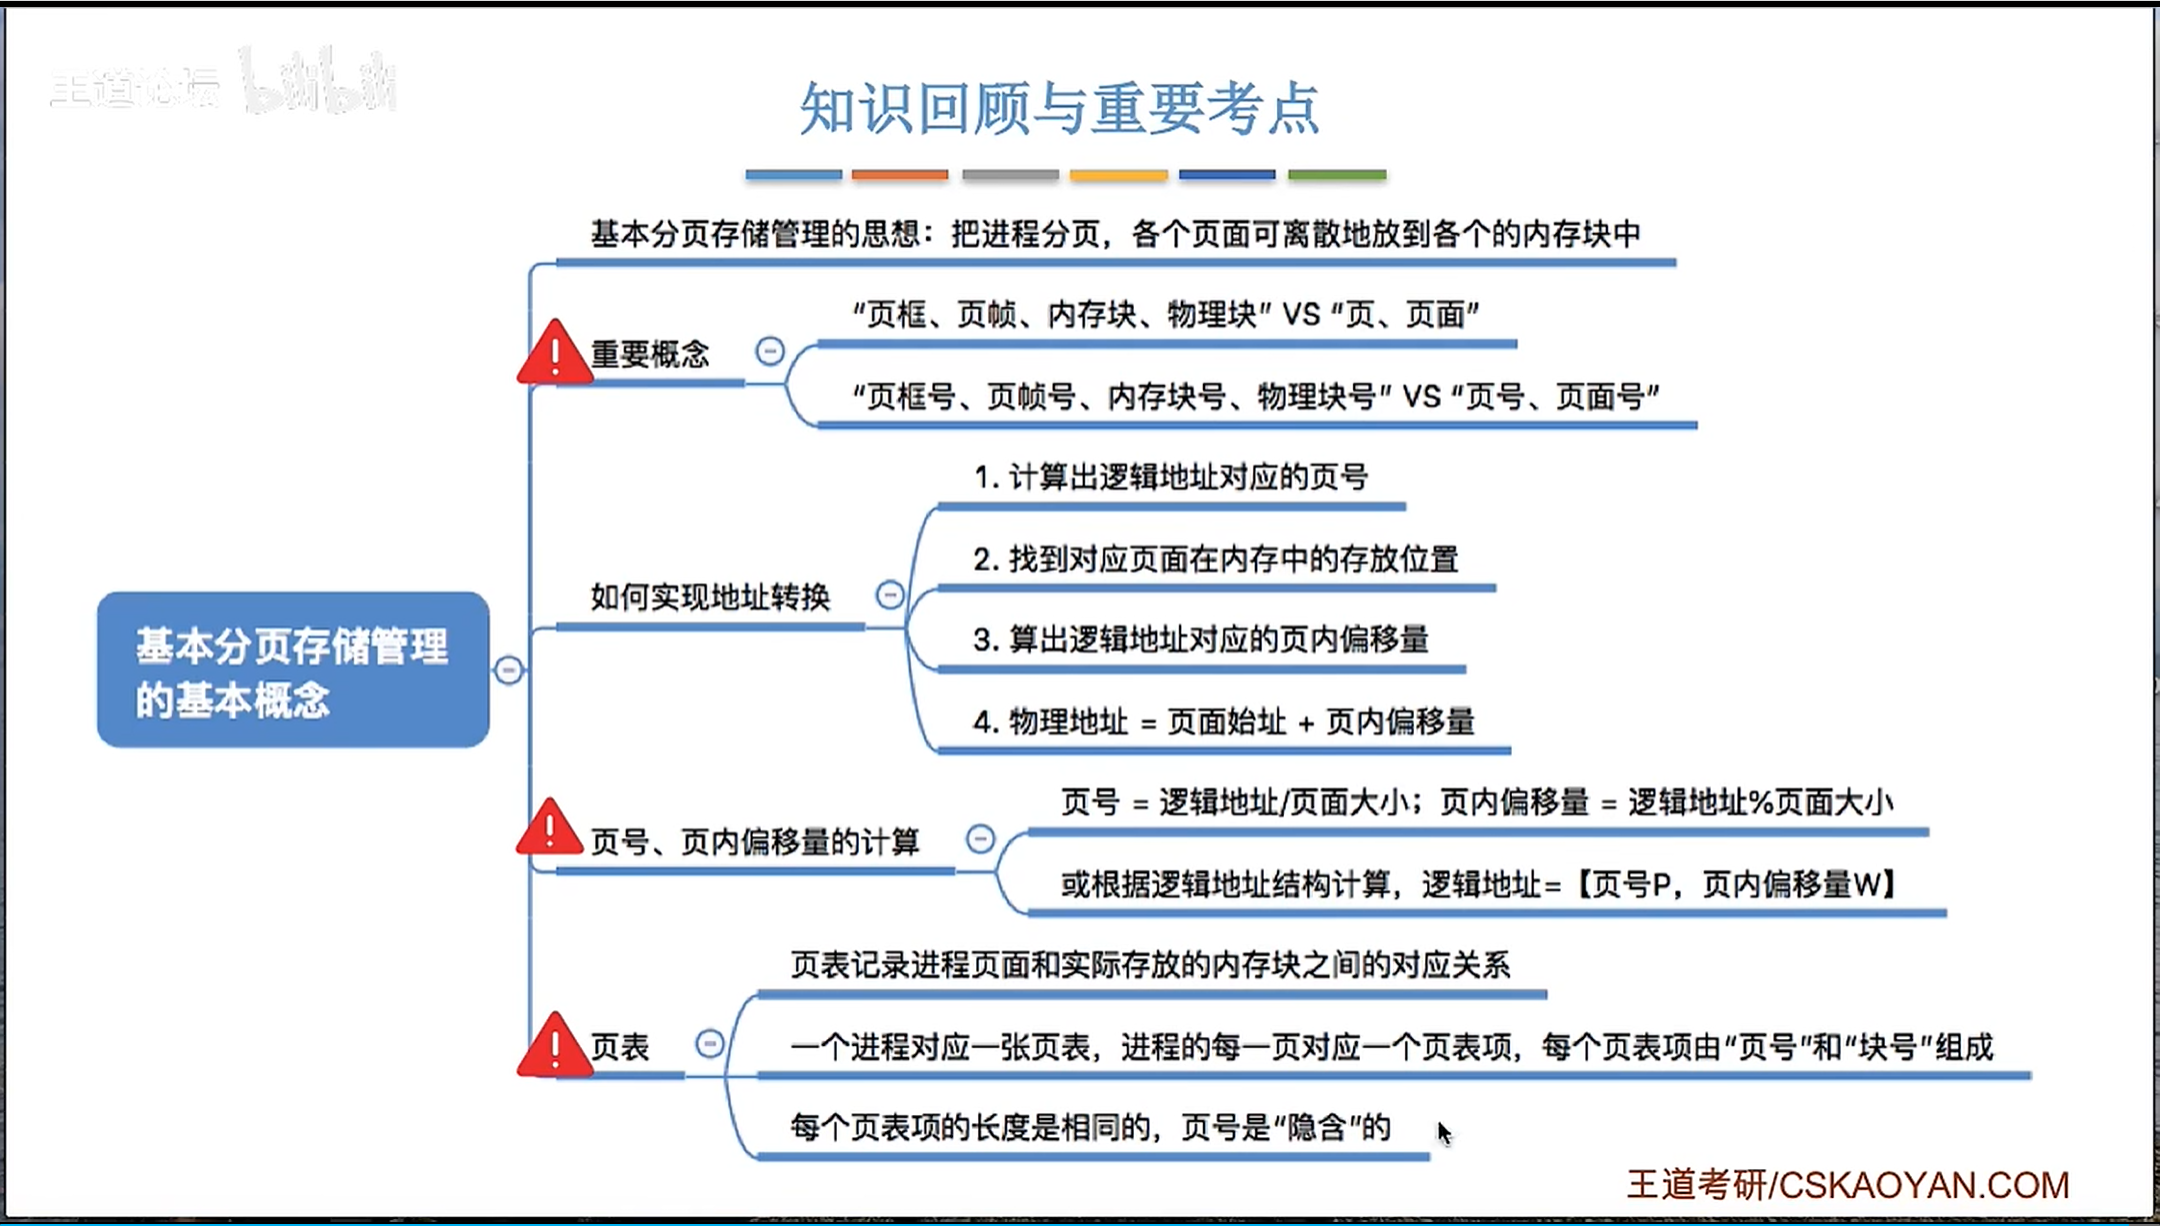 王道论坛 bilibili
知识回顾与重要考点
基本分页存储管理的思想：把进程分页，各个页面可离散地放到各个的内存块中
重要概念
“页框、页帧、内存块、物理块” VS “页、页面”
“页框号、页帧号、内存块号、物理块号” VS “页号、页面号”
如何实现地址转换
1. 计算出逻辑地址对应的页号
2. 找到对应页面在内存中的存放位置
3. 算出逻辑地址对应的页内偏移量
4. 物理地址 = 页面始址 + 页内偏移量
基本分页存储管理
的基本概念
页号、页内偏移量的计算
页号 = 逻辑地址/页面大小；页内偏移量 = 逻辑地址%页面大小
或根据逻辑地址结构计算，逻辑地址=【页号P，页内偏移量W】
页表
页表记录进程页面和实际存放的内存块之间的对应关系
一个进程对应一张页表，进程的每一页对应一个页表项，每个页表项由“页号”和“块号”组成
每个页表项的长度是相同的，页号是“隐含”的
王道考研/CSKAOYAN.COM